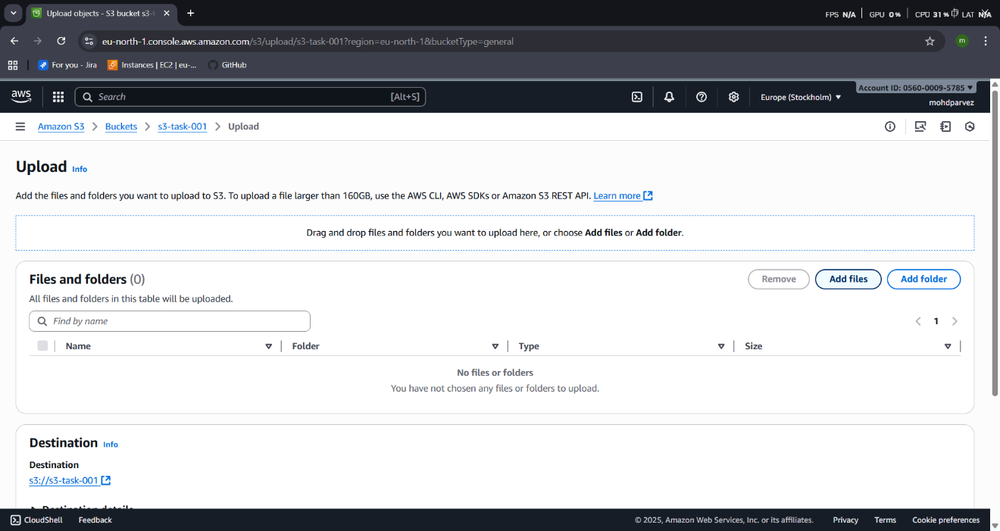 Upload objects - S3 bucket s3-t
FPS N/A GPU 0% CPU 31% LAT N/A
eu-north-1.console.aws.amazon.com/s3/upload/s3-task-001?region=eu-north-1&bucketType=general
m
For you - Jira
Instances | EC2 | eu-...
GitHub
aws
Search
[Alt+S]
Europe (Stockholm)
Account ID: 0560-0009-5785
mohdparvez
Amazon S3
Buckets
s3-task-001
Upload
Upload Info
Add the files and folders you want to upload to S3. To upload a file larger than 160GB, use the AWS CLI, AWS SDKs or Amazon S3 REST API. Learn more
Drag and drop files and folders you want to upload here, or choose Add files or Add folder.
Files and folders (0)
Remove
Add files
Add folder
All files and folders in this table will be uploaded.
Find by name
1
Name
Folder
Type
Size
No files or folders
You have not chosen any files or folders to upload.
Destination Info
Destination
s3://s3-task-001
Destination details
CloudShell
Feedback
© 2025, Amazon Web Services, Inc. or its affiliates.
Privacy
Terms
Cookie preferences